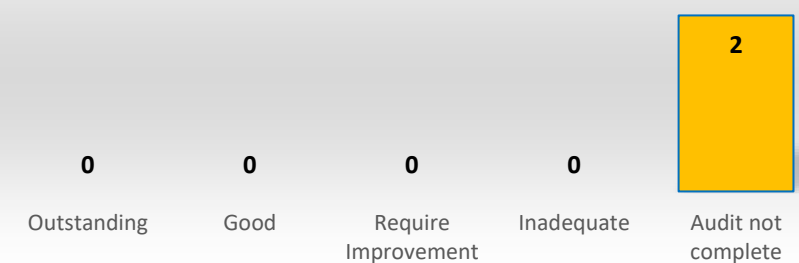 2
0 0 0 0
Outstanding Good Require Improvement Inadequate Audit not complete